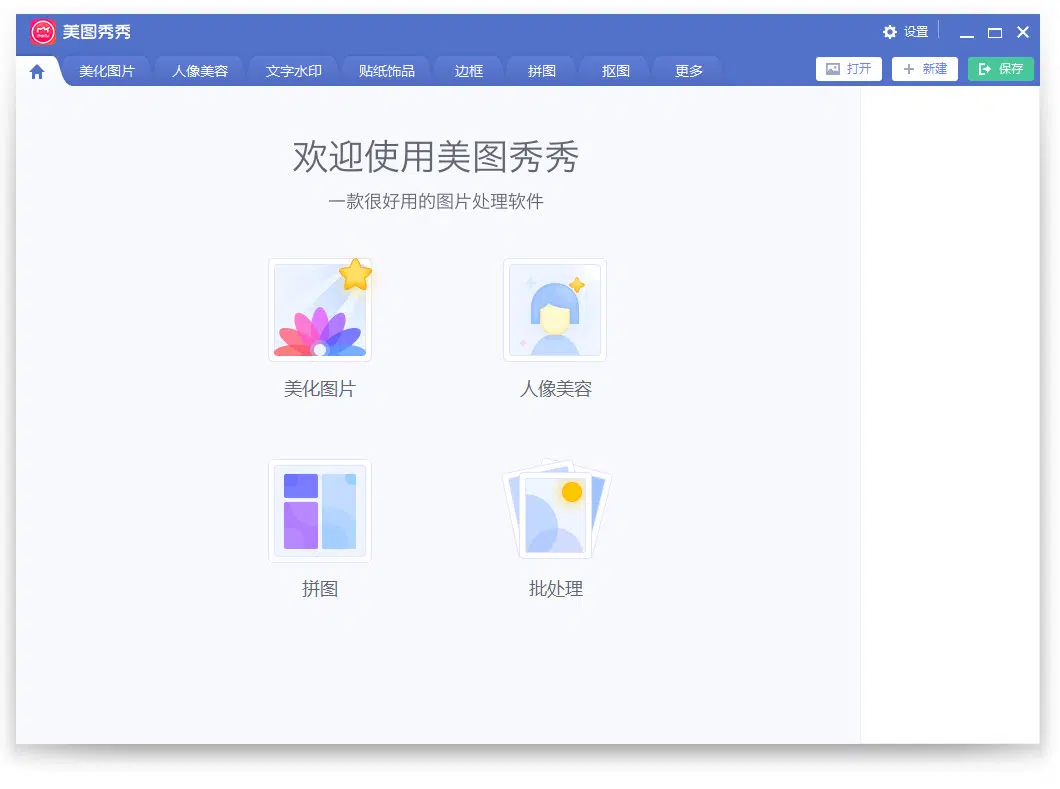 美图秀秀
设置
美化图片 人像美容 文字水印 贴纸饰品 边框 拼图 抠图 更多 打开 新建 保存
欢迎使用美图秀秀
一款很好用的图片处理软件
美化图片 人像美容
拼图 批处理